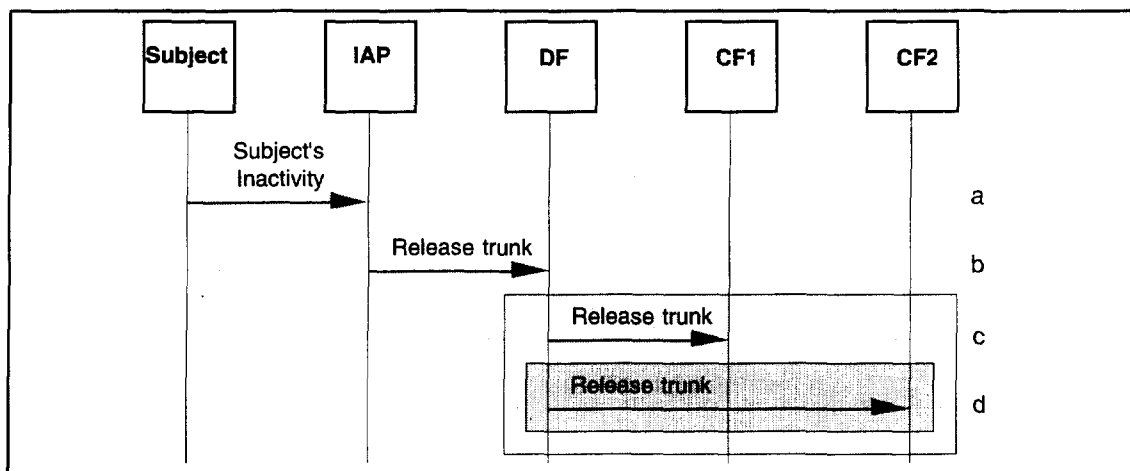 Subject IAP DF CF1 CF2
Subject's
Inactivity
a
Release trunk
b
Release trunk
c
Release trunk
d